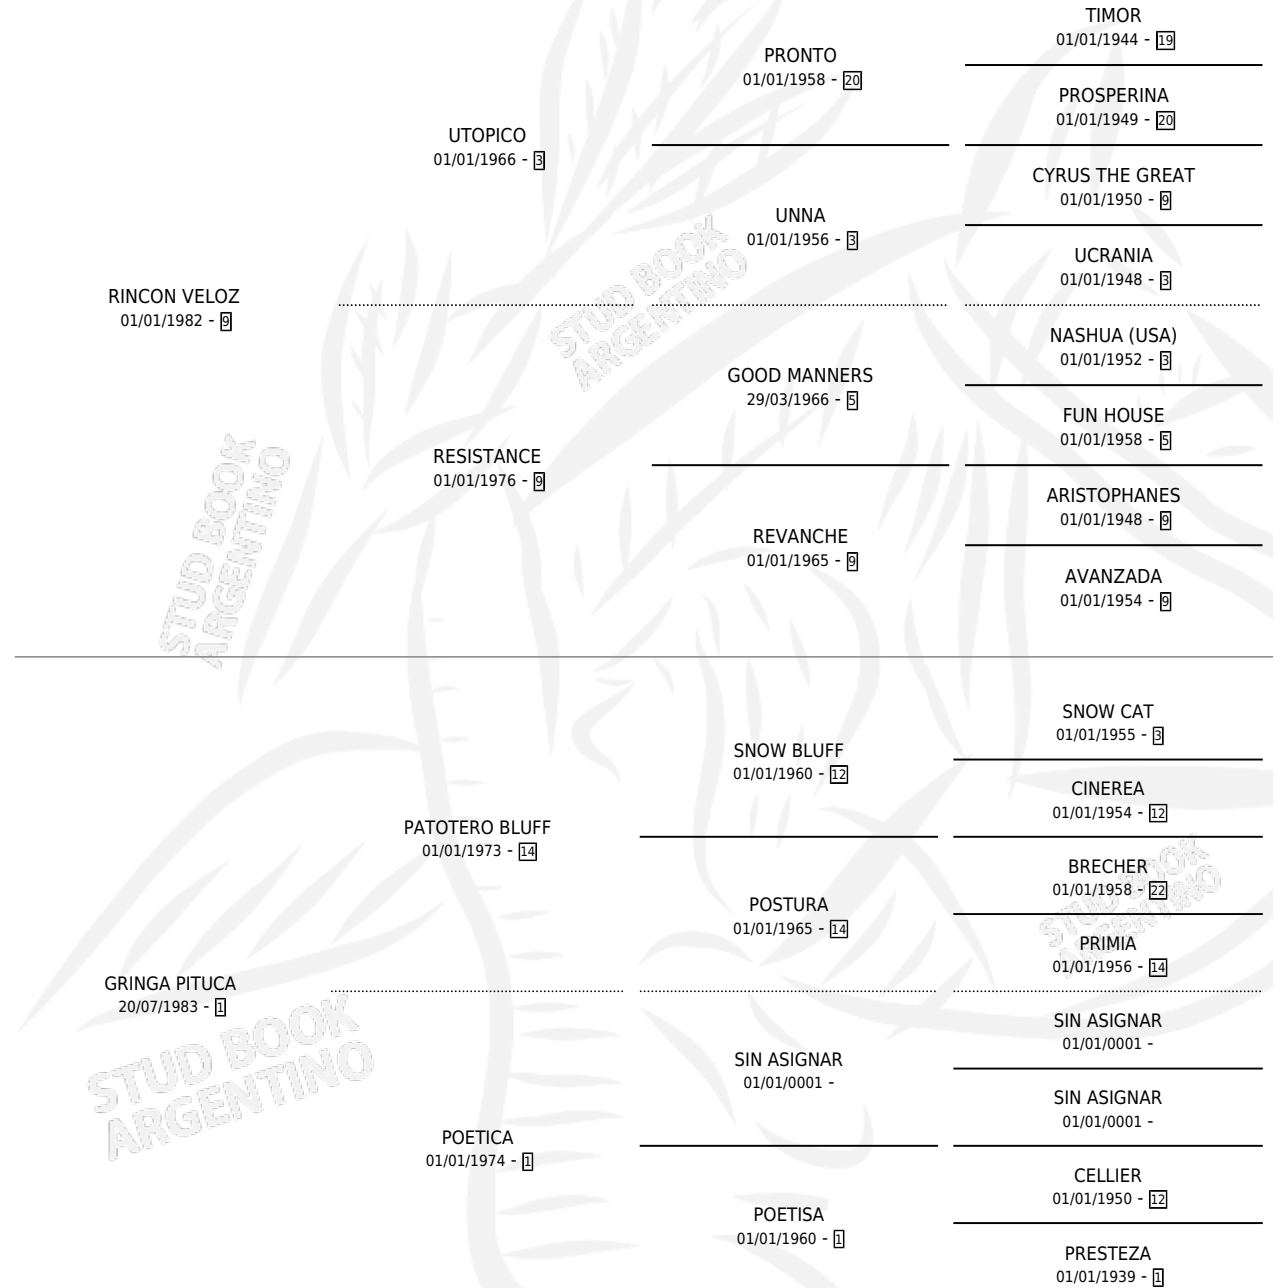 TIMOR
01/01/1944 - 19
PRONTO
01/01/1958 - 20
PROSPERINA
01/01/1949 - 20
UTOPICO
01/01/1966 - 3
CYRUS THE GREAT
01/01/1950 - 9
UNNA
01/01/1956 - 3
UCRANIA
01/01/1948 - 3
RINCON VELOZ
01/01/1982 - 9
NASHUA (USA)
01/01/1952 - 3
GOOD MANNERS
29/03/1966 - 5
FUN HOUSE
01/01/1958 - 5
RESISTANCE
01/01/1976 - 9
ARISTOPHANES
01/01/1948 - 9
REVANCHE
01/01/1965 - 9
AVANZADA
01/01/1954 - 9
STUD BOOK
ARGENTINO
STUD BOOK
ARGENTINO
SNOW CAT
01/01/1955 - 3
SNOW BLUFF
01/01/1960 - 12
CINEREA
01/01/1954 - 12
PATOTERO BLUFF
01/01/1973 - 14
BRECHER
01/01/1958 - 22
POSTURA
01/01/1965 - 14
PRIMIA
01/01/1956 - 14
STUD BOOK
ARGENTINO
GRINGA PITUCA
20/07/1983 - 1
SIN ASIGNAR
01/01/0001 -
SIN ASIGNAR
01/01/0001 -
SIN ASIGNAR
01/01/0001 -
POETICA
01/01/1974 - 1
CELLIER
01/01/1950 - 12
POETISA
01/01/1960 - 1
PRESTEZA
01/01/1939 - 1
STUD BOOK
ARGENTINO